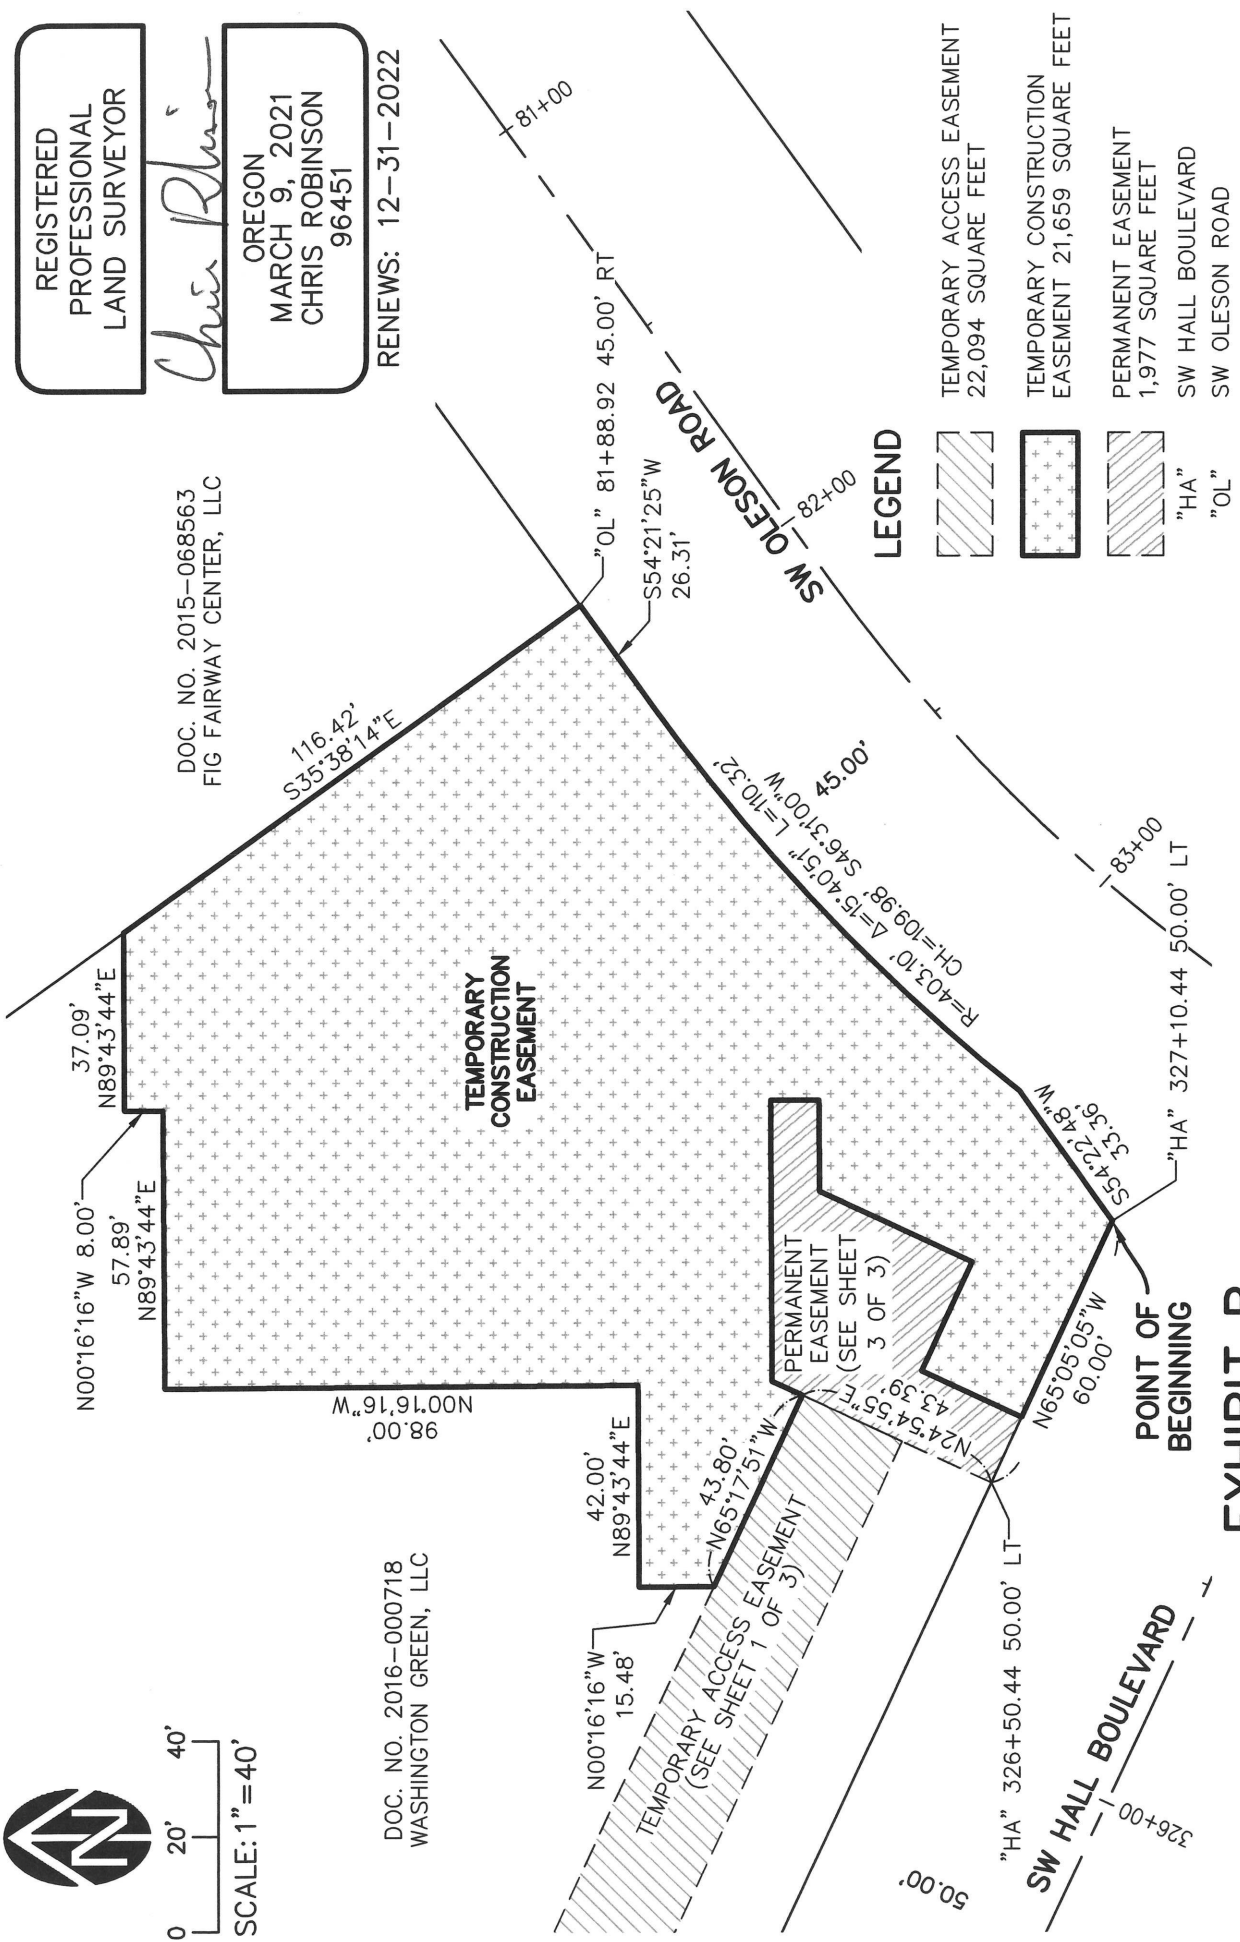 REGISTERED
PROFESSIONAL
LAND SURVEYOR
Chris Robinson
OREGON
MARCH 9, 2021
CHRIS ROBINSON
96451
RENEWS: 12-31-2022
N
0 20' 40'
SCALE: 1"=40'
DOC. NO. 2015-068563
FIG FAIRWAY CENTER, LLC
DOC. NO. 2016-000718
WASHINGTON GREEN, LLC
37.09'
N89°43'44"E
N00°16'16"W 8.00'
57.89'
N89°43'44"E
98.00'
N00°16'16"W
42.00'
N89°43'44"E
N00°16'16"W
15.48'
43.80'
N65°17'51"W
116.42'
S35°38'14"E
"OL" 81+88.92 45.00' RT
S54°21'25"W
26.31'
R=403.10' Δ=15°40'51" L=110.32'
CH.=109.98' S46°31'00"W
45.00'
S54°22'48"W
33.36'
"HA" 327+10.44 50.00' LT
POINT OF
BEGINNING
N65°05'05"W
60.00'
N24°54'55"E
43.39'
"HA" 326+50.44 50.00' LT
TEMPORARY
CONSTRUCTION
EASEMENT
PERMANENT
EASEMENT
(SEE SHEET
3 OF 3)
TEMPORARY ACCESS EASEMENT
(SEE SHEET 1 OF 3)
SW OLESON ROAD
81+00
82+00
83+00
SW HALL BOULEVARD
326+00
50.00'
LEGEND
TEMPORARY ACCESS EASEMENT
22,094 SQUARE FEET
TEMPORARY CONSTRUCTION
EASEMENT 21,659 SQUARE FEET
PERMANENT EASEMENT
1,977 SQUARE FEET
"HA" SW HALL BOULEVARD
"OL" SW OLESON ROAD
EXHIBIT B